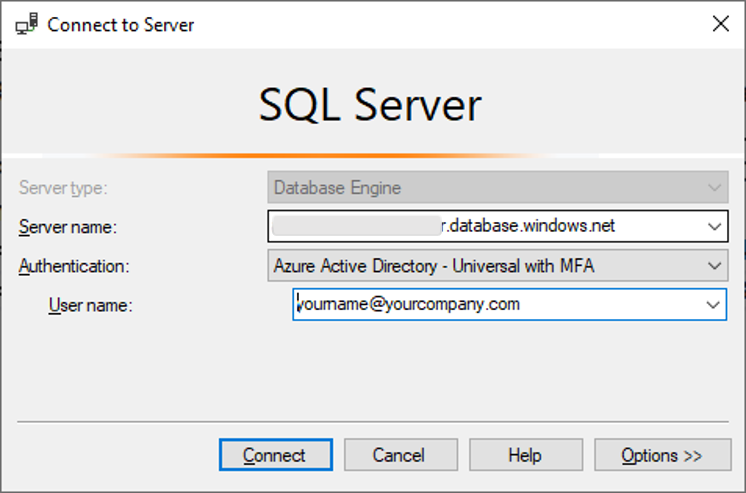 Connect to Server
SQL Server
Server type: Database Engine
Server name: r.database.windows.net
Authentication: Azure Active Directory - Universal with MFA
User name: yourname@yourcompany.com
Connect Cancel Help Options >>